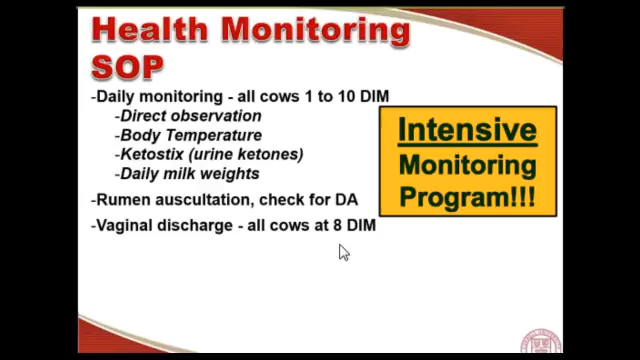 Health Monitoring
SOP
-Daily monitoring - all cows 1 to 10 DIM
-Direct observation
-Body Temperature
-Ketostix (urine ketones)
-Daily milk weights
-Rumen auscultation, check for DA
-Vaginal discharge - all cows at 8 DIM
Intensive
Monitoring
Program!!!